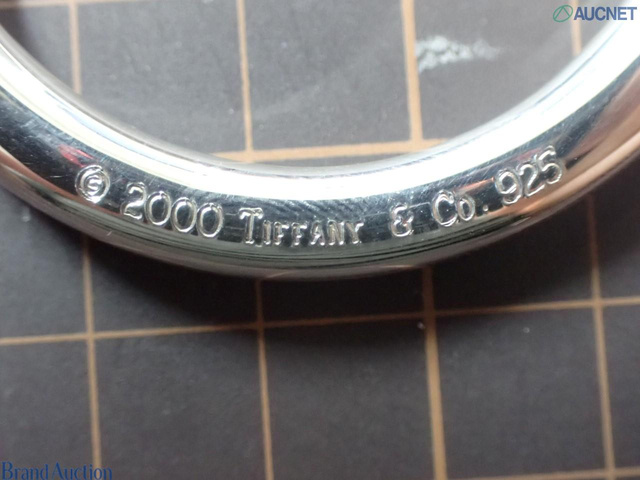 AUCNET
© 2000 TIFFANY & CO. 925
Brand Auction